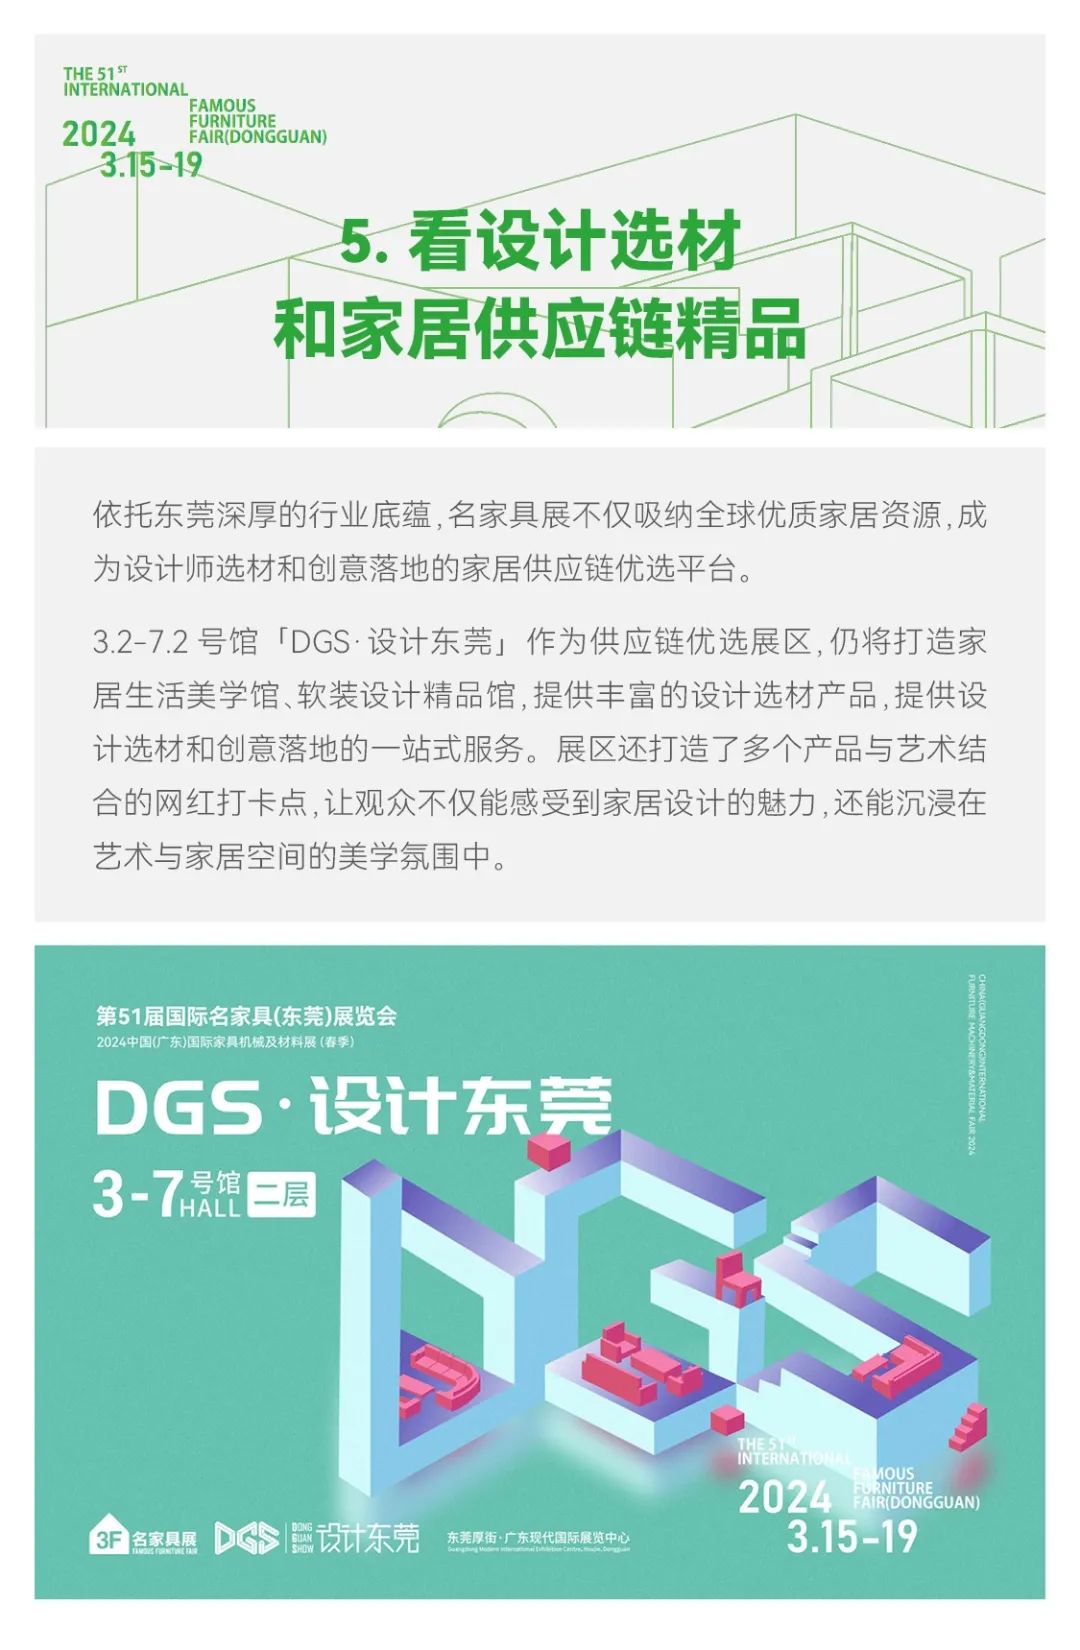 THE 51ST
INTERNATIONAL
FAMOUS
FURNITURE
FAIR(DONGGUAN)
2024
3.15-19
5. 看设计选材
和家居供应链精品
依托东莞深厚的行业底蕴,名家具展不仅吸纳全球优质家居资源,成
为设计师选材和创意落地的家居供应链优选平台。
3.2-7.2 号馆「DGS·设计东莞」作为供应链优选展区,仍将打造家
居生活美学馆、软装设计精品馆,提供丰富的设计选材产品,提供设
计选材和创意落地的一站式服务。展区还打造了多个产品与艺术结
合的网红打卡点,让观众不仅能感受到家居设计的魅力,还能沉浸在
艺术与家居空间的美学氛围中。
第51届国际名家具(东莞)展览会
2024中国(广东)国际家具机械及材料展(春季)
CHINA(GUANGDONG)INTERNATIONAL
FURNITURE MACHINERY&MATERIAL FAIR 2024
DGS·设计东莞
3-7号馆
HALL
二层
THE 51ST
INTERNATIONAL
FAMOUS
FURNITURE
FAIR(DONGGUAN)
2024
3.15-19
3F
名家具展
FAMOUS FURNITURE FAIR
DGS
DONG
GUAN
SHOW
设计东莞
东莞厚街·广东现代国际展览中心
Guangdong Modern International Exhibition Centre, Houjie, Dongguan